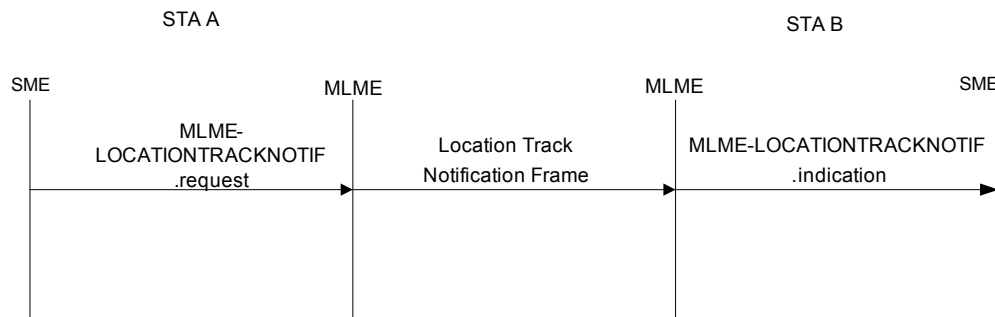 STA A
STA B
SME
MLME
MLME
SME
MLME-
LOCATIONTRACKNOTIF
.request
Location Track
Notification Frame
MLME-LOCATIONTRACKNOTIF
.indication